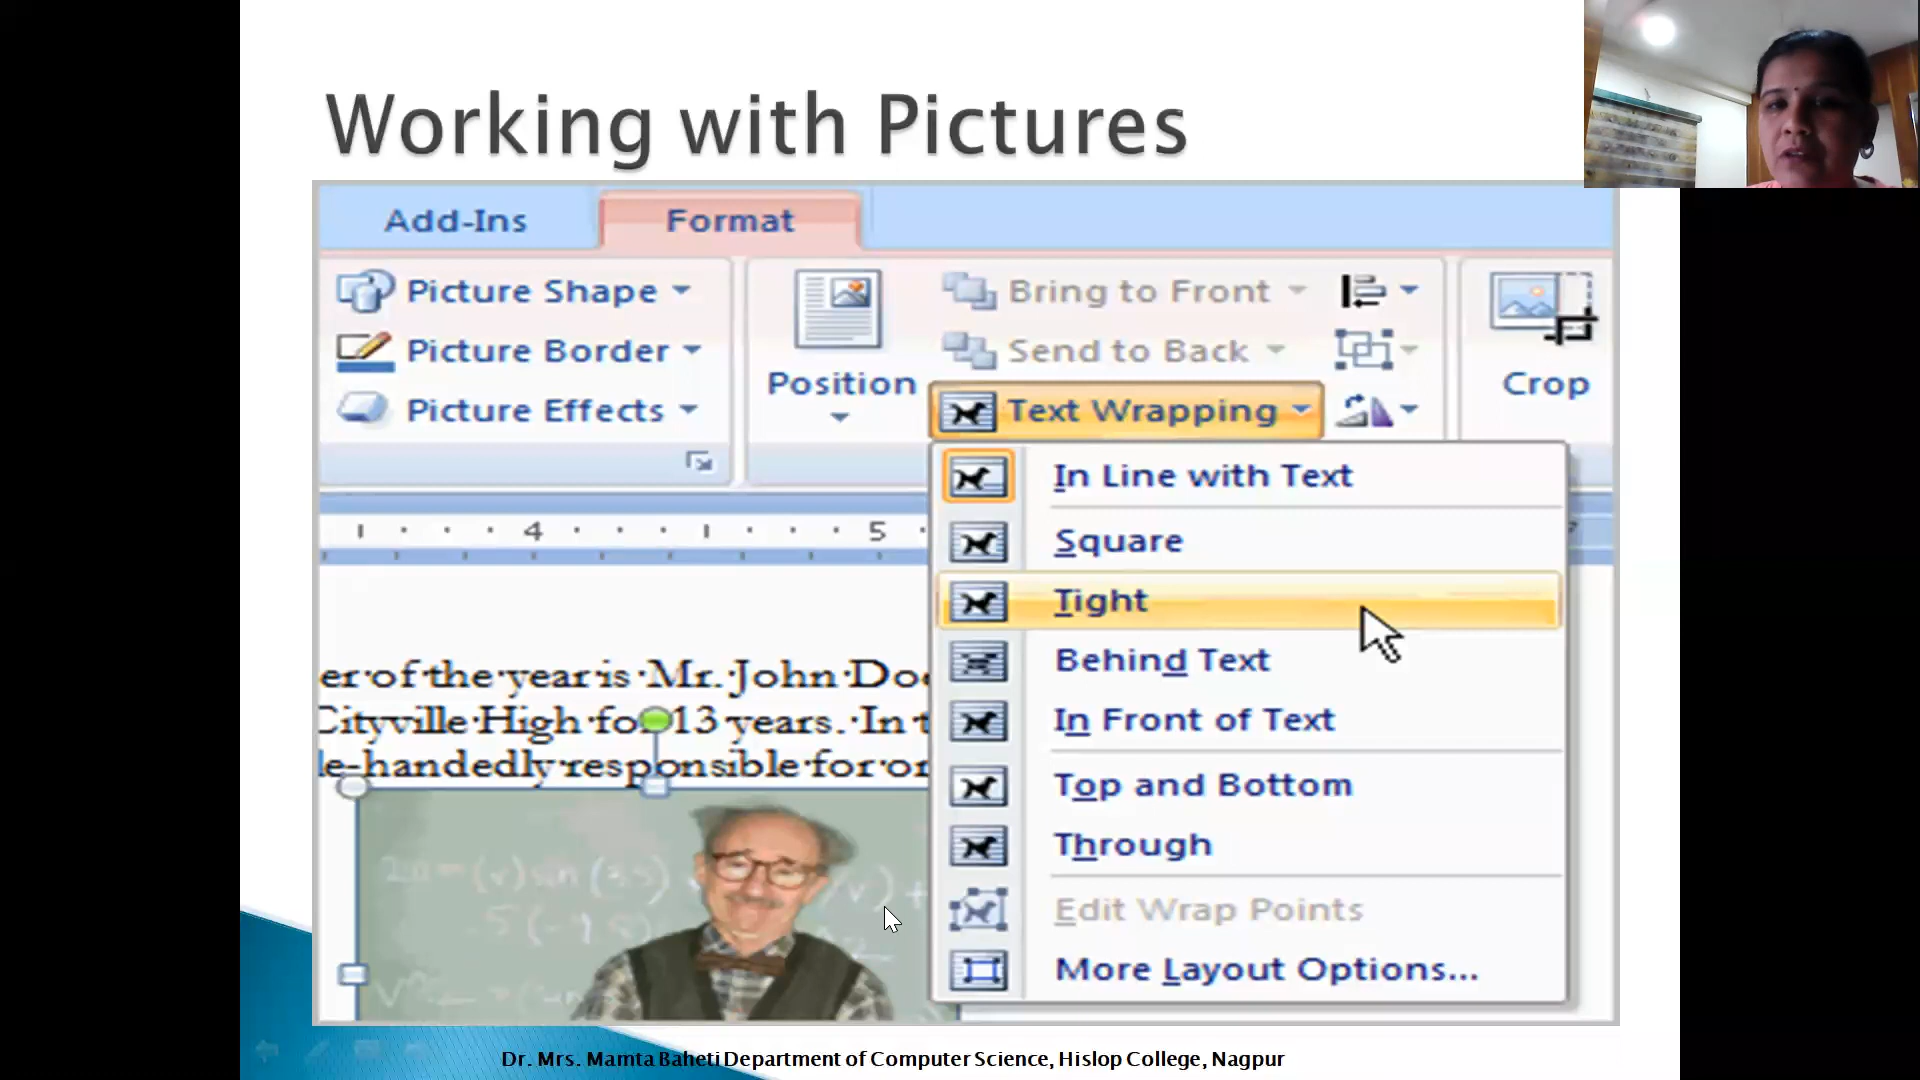 Working with Pictures
Add-Ins
Format
Picture Shape
Picture Border
Picture Effects
Position
Bring to Front
Send to Back
Text Wrapping
Crop
In Line with Text
Square
Tight
Behind Text
In Front of Text
Top and Bottom
Through
Edit Wrap Points
More Layout Options...
4
5
er·of·the·year·is·Mr.·John·Doe
Cityville·High·for·13·years.·In·t
le-handedly·responsible·for·or
Dr. Mrs. Mamta Baheti Department of Computer Science, Hislop College, Nagpur